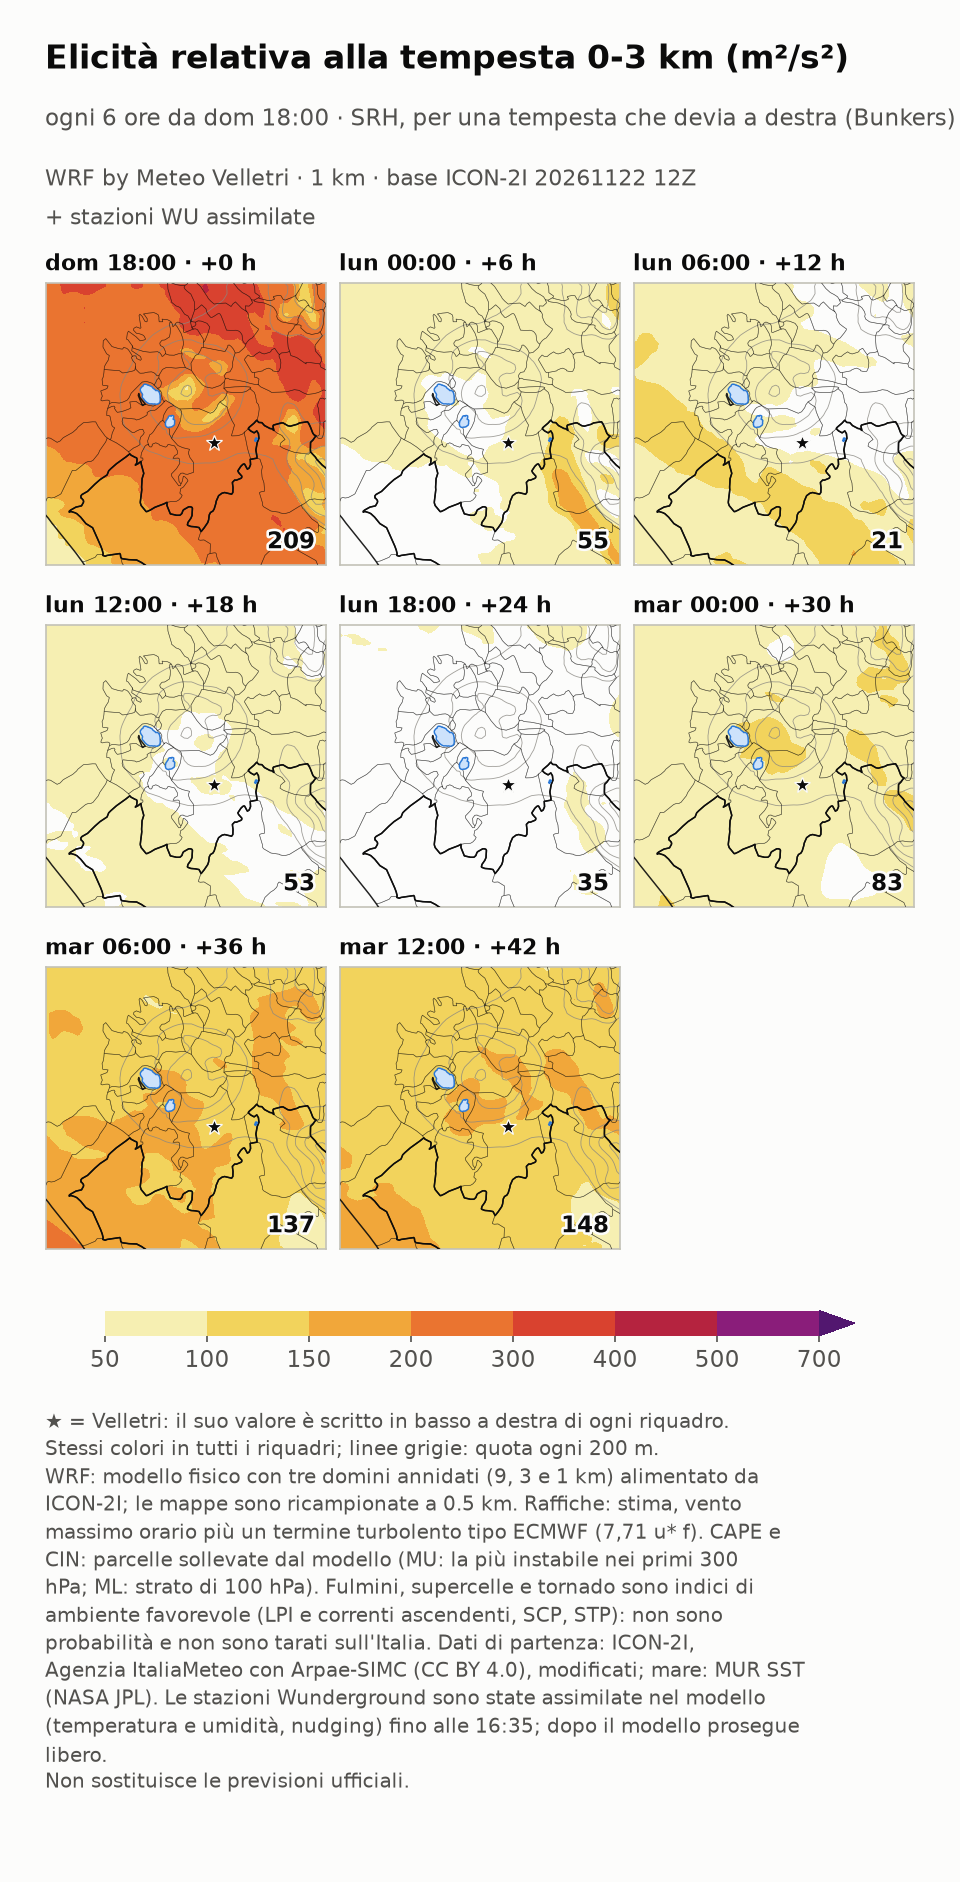 Elicità relativa alla tempesta 0-3 km (m²/s²)
ogni 6 ore da dom 18:00 · SRH, per una tempesta che devia a destra (Bunkers)
WRF by Meteo Velletri · 1 km · base ICON-2I 20261122 12Z
+ stazioni WU assimilate
dom 18:00 · +0 h
lun 00:00 · +6 h
lun 06:00 · +12 h
209
55
21
lun 12:00 · +18 h
lun 18:00 · +24 h
mar 00:00 · +30 h
53
35
83
mar 06:00 · +36 h
mar 12:00 · +42 h
137
148
50 100 150 200 300 400 500 700
★ = Velletri: il suo valore è scritto in basso a destra di ogni riquadro.
Stessi colori in tutti i riquadri; linee grigie: quota ogni 200 m.
WRF: modello fisico con tre domini annidati (9, 3 e 1 km) alimentato da
ICON-2I; le mappe sono ricampionate a 0.5 km. Raffiche: stima, vento
massimo orario più un termine turbolento tipo ECMWF (7,71 u* f). CAPE e
CIN: parcelle sollevate dal modello (MU: la più instabile nei primi 300
hPa; ML: strato di 100 hPa). Fulmini, supercelle e tornado sono indici di
ambiente favorevole (LPI e correnti ascendenti, SCP, STP): non sono
probabilità e non sono tarati sull'Italia. Dati di partenza: ICON-2I,
Agenzia ItaliaMeteo con Arpae-SIMC (CC BY 4.0), modificati; mare: MUR SST
(NASA JPL). Le stazioni Wunderground sono state assimilate nel modello
(temperatura e umidità, nudging) fino alle 16:35; dopo il modello prosegue
libero.
Non sostituisce le previsioni ufficiali.